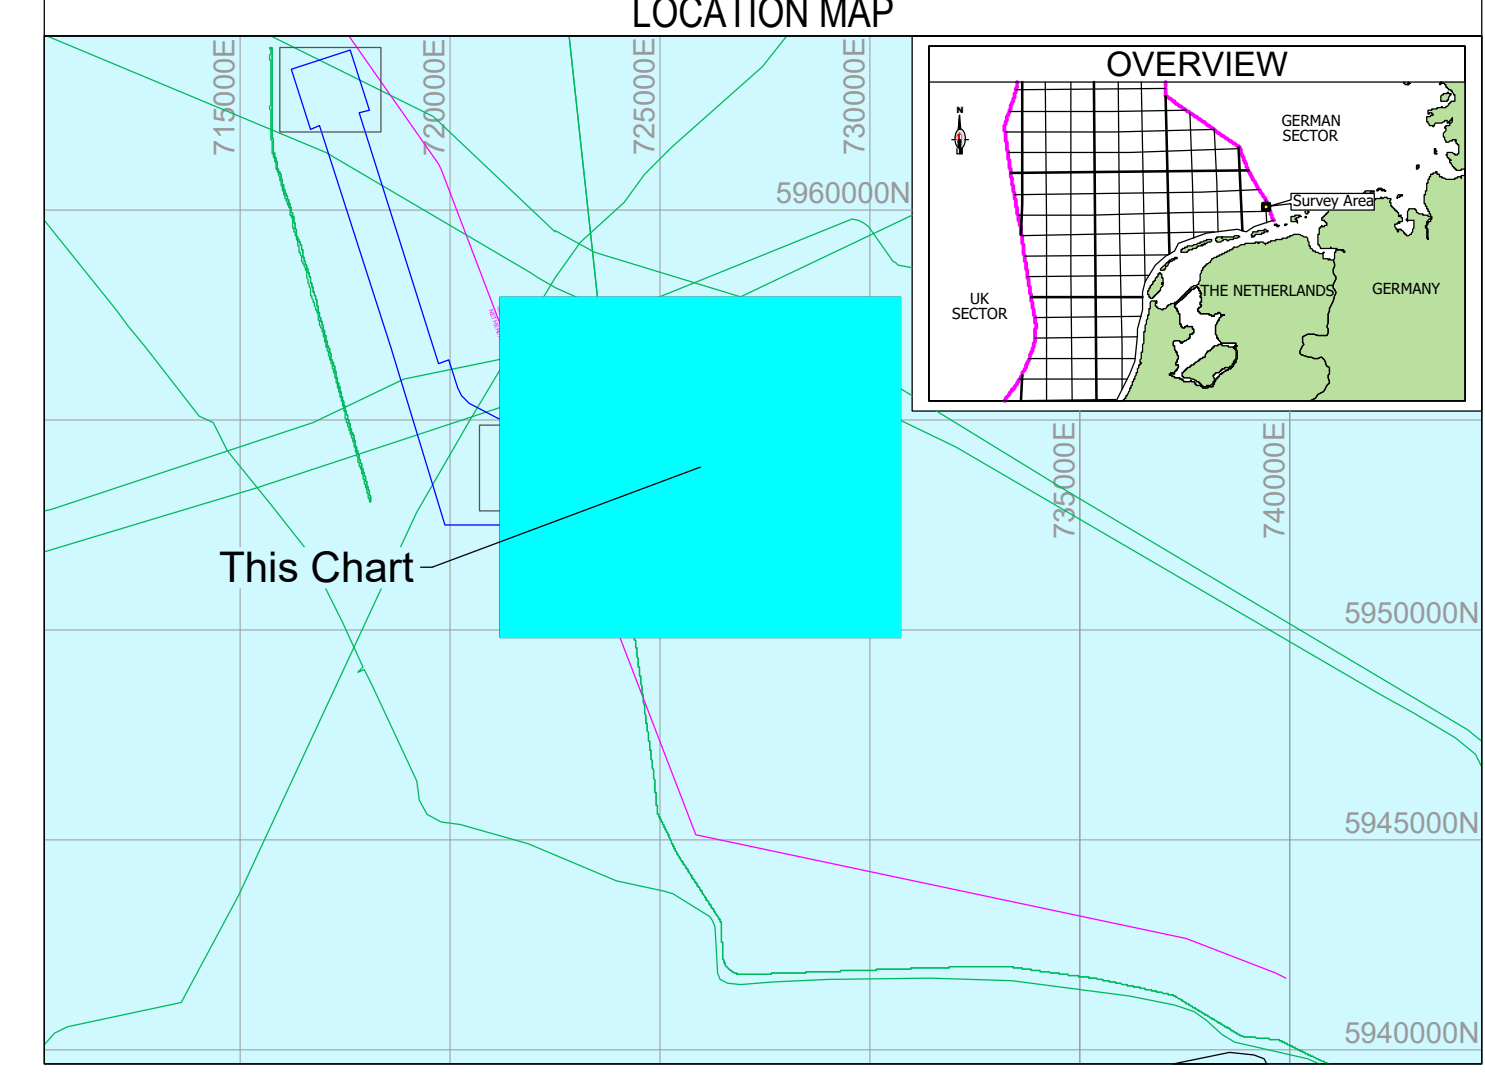 LOCATION MAP
715000E
720000E
725000E
730000E
5960000N
OVERVIEW
N
GERMAN
SECTOR
Survey Area
UK
SECTOR
THE NETHERLANDS
GERMANY
735000E
740000E
This Chart
5950000N
5945000N
5940000N